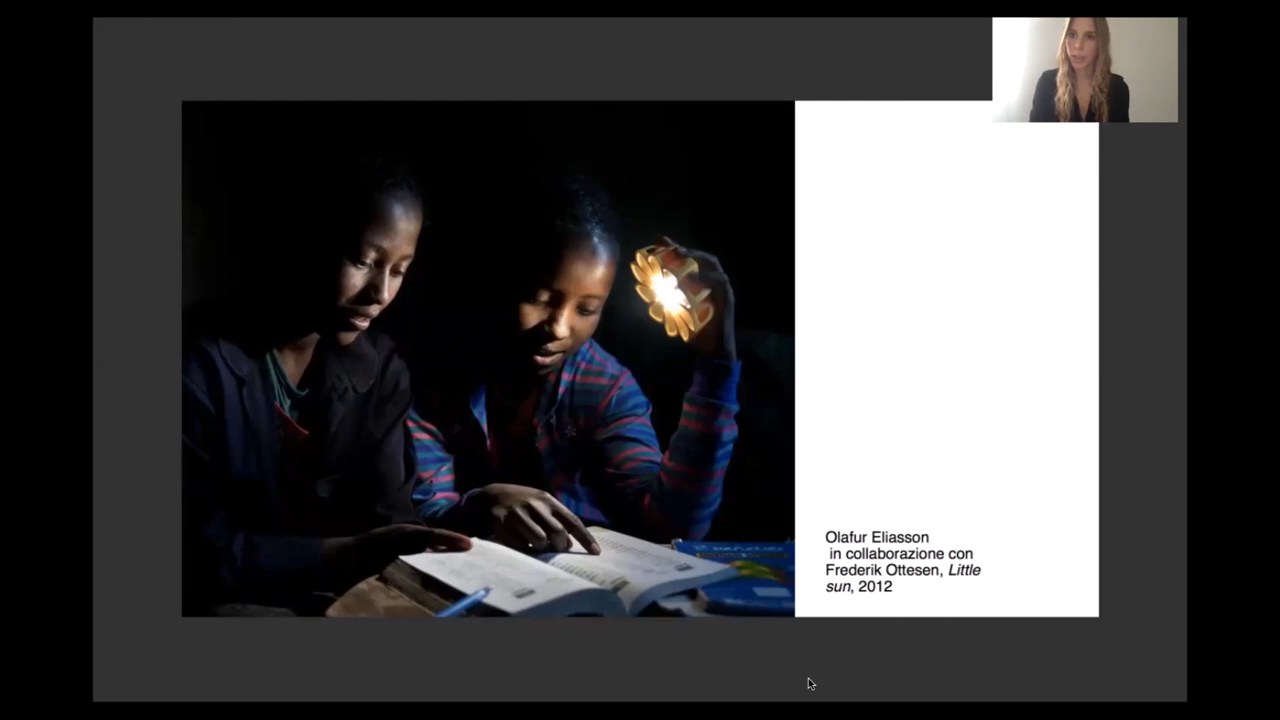 Olafur Eliasson
in collaborazione con
Frederik Ottesen, Little
sun, 2012